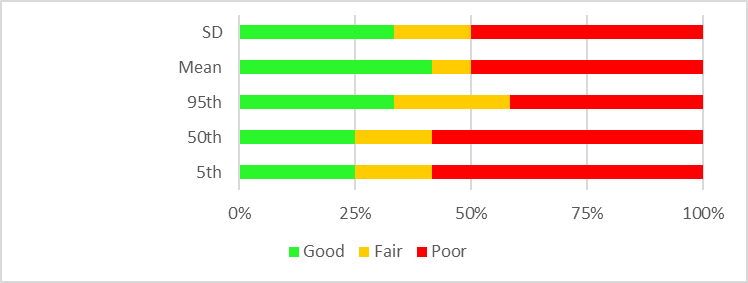 SD
Mean
95th
50th
5th
0% 25% 50% 75% 100%
Good Fair Poor